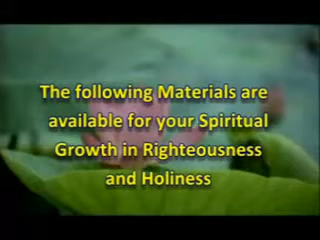 The following Materials are
available for your Spiritual
Growth in Righteousness
and Holiness